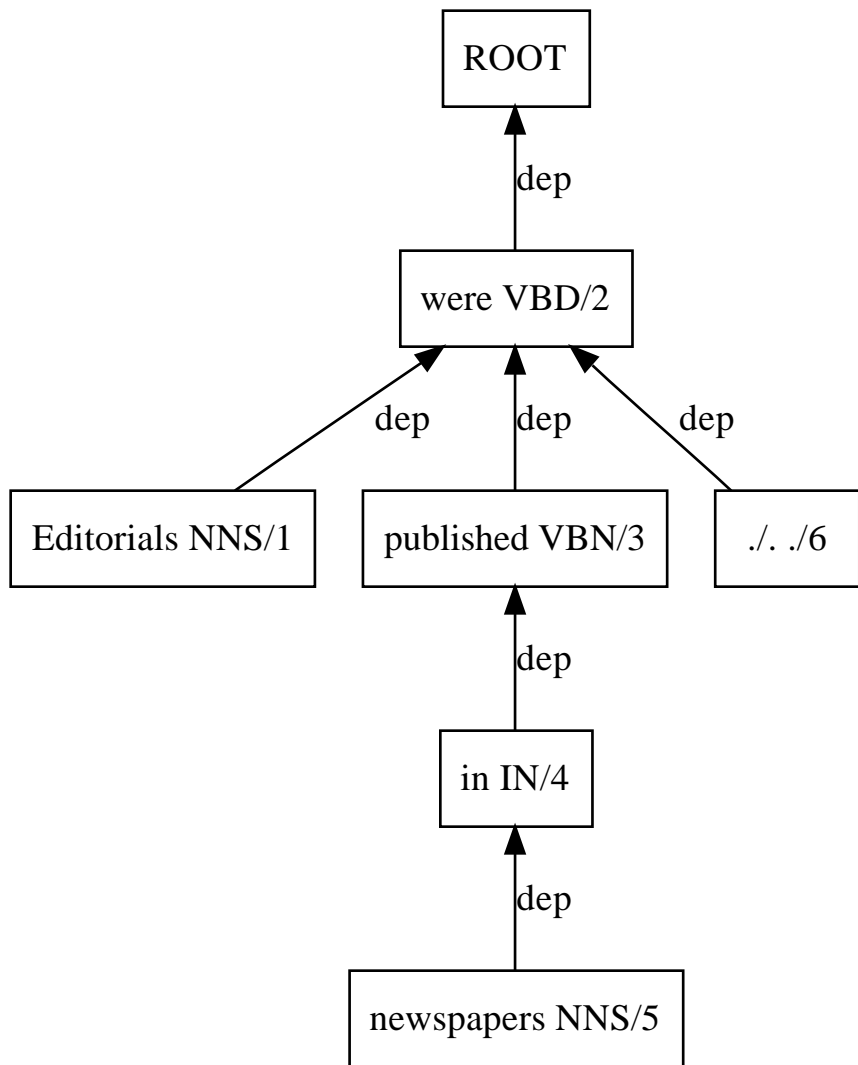 ROOT
dep
were VBD/2
dep dep dep
Editorials NNS/1 published VBN/3 ./. ./6
dep
in IN/4
dep
newspapers NNS/5